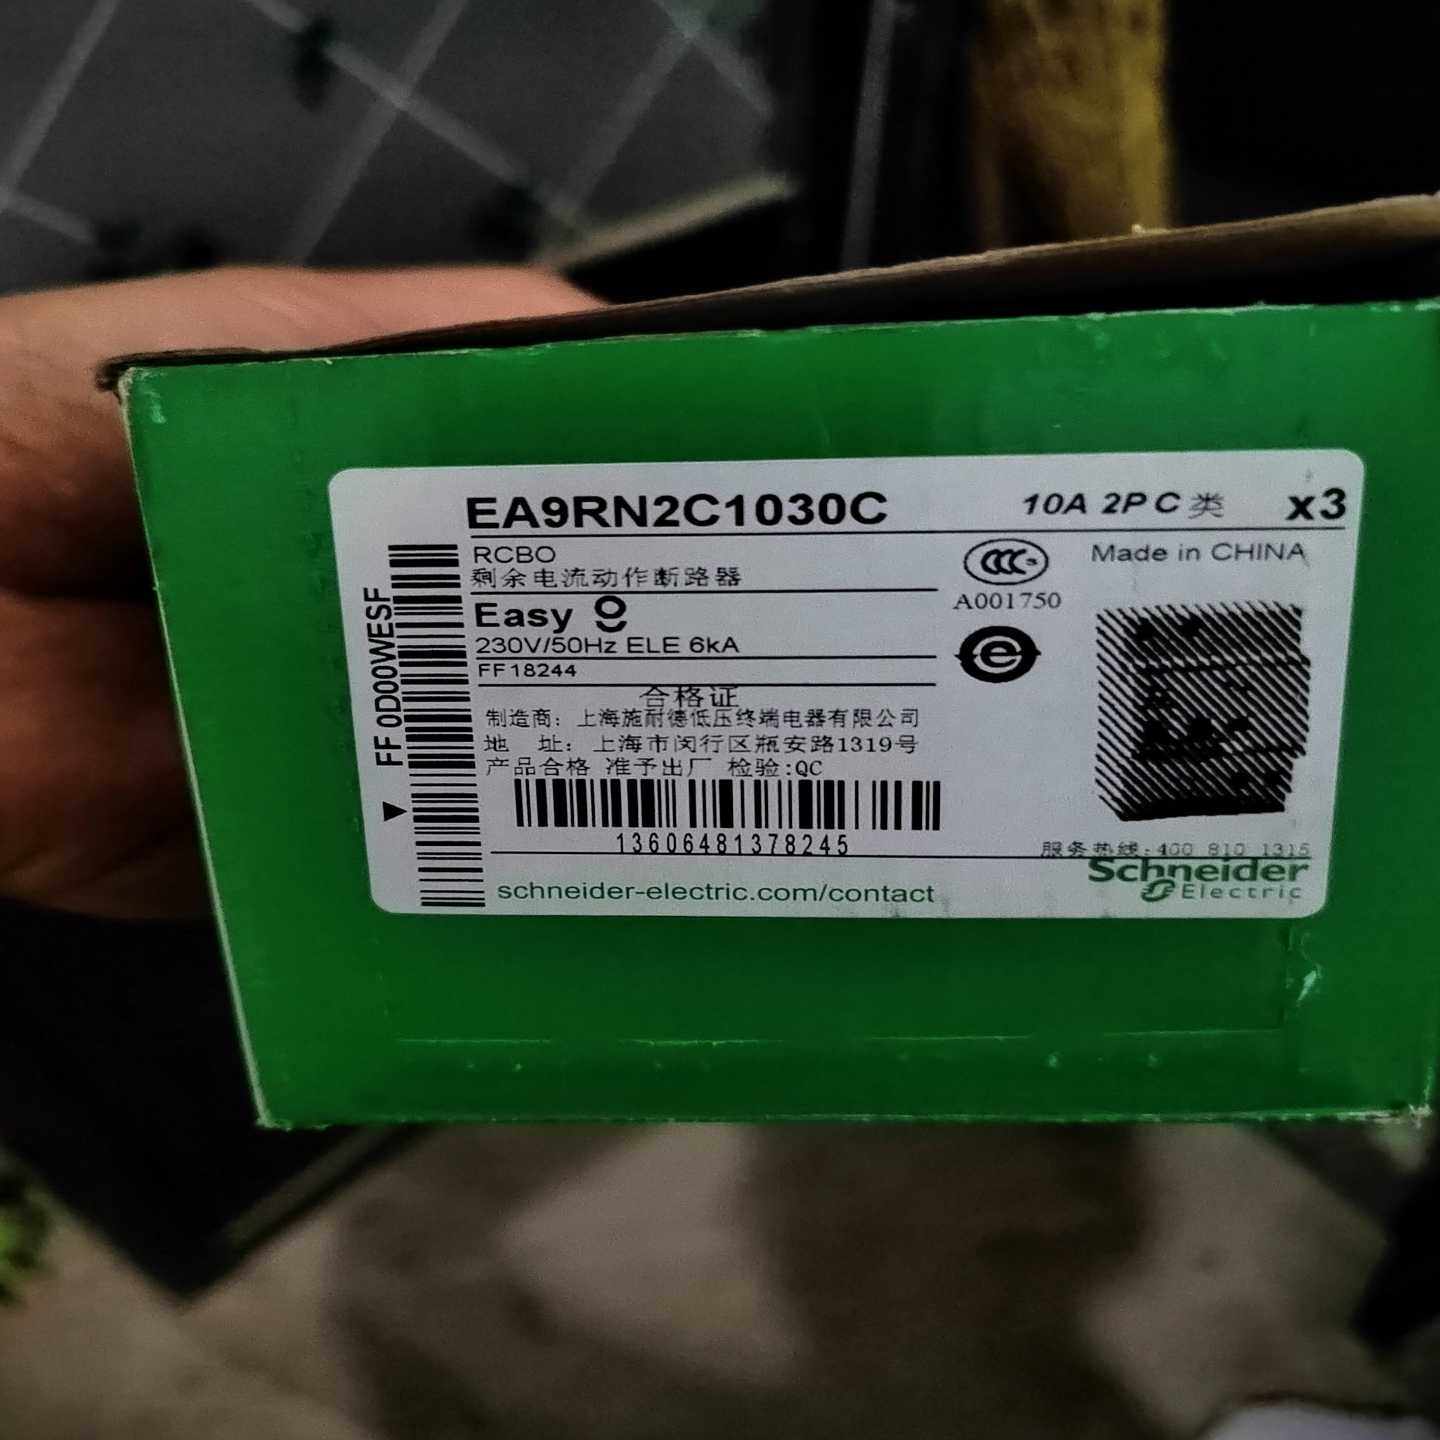 EA9RN2C1030C 10A 2P C 类 x3
RCBO
剩余电流动作断路器
Made in CHINA
CCC S
A001750
Easy 9
230V/50Hz ELE 6kA
FF18244
合格证
制造商：上海施耐德低压终端电器有限公司
地 址：上海市闵行区瓶安路1319号
产品合格 准予出厂 检验:QC
13606481378245
服务热线：400 810 1315
schneider-electric.com/contact
Schneider
Electric
FF 0D00WESF